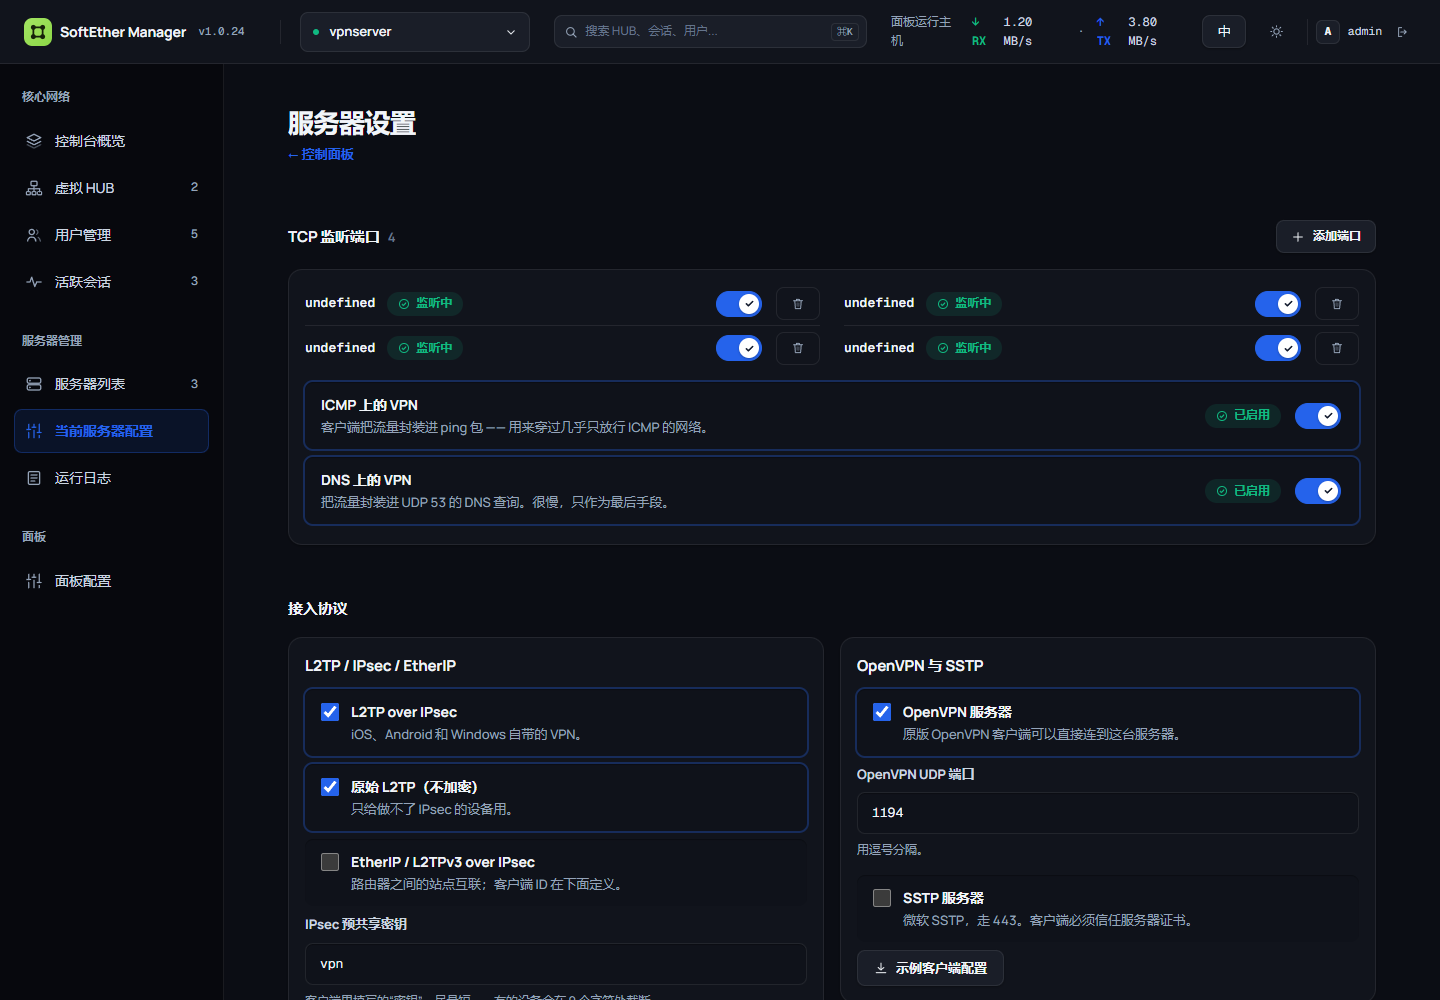 SoftEther Manager v1.0.24
vpnserver
搜索 HUB、会话、用户... ⌘K
面板运行主机
↓ RX 1.20 MB/s
·
↑ TX 3.80 MB/s
中
A admin
核心网络
控制台概览
虚拟 HUB 2
用户管理 5
活跃会话 3
服务器管理
服务器列表 3
当前服务器配置
运行日志
面板
面板配置
服务器设置
← 控制面板
TCP 监听端口 4
添加端口
undefined 监听中
undefined 监听中
undefined 监听中
undefined 监听中
ICMP 上的 VPN
客户端把流量封装进 ping 包 —— 用来穿过几乎只放行 ICMP 的网络。
已启用
DNS 上的 VPN
把流量封装进 UDP 53 的 DNS 查询。很慢，只作为最后手段。
已启用
接入协议
L2TP / IPsec / EtherIP
L2TP over IPsec
iOS、Android 和 Windows 自带的 VPN。
原始 L2TP（不加密）
只给做不了 IPsec 的设备用。
EtherIP / L2TPv3 over IPsec
路由器之间的站点互联；客户端 ID 在下面定义。
IPsec 预共享密钥
vpn
OpenVPN 与 SSTP
OpenVPN 服务器
原版 OpenVPN 客户端可以直接连到这台服务器。
OpenVPN UDP 端口
1194
用逗号分隔。
SSTP 服务器
微软 SSTP，走 443。客户端必须信任服务器证书。
示例客户端配置